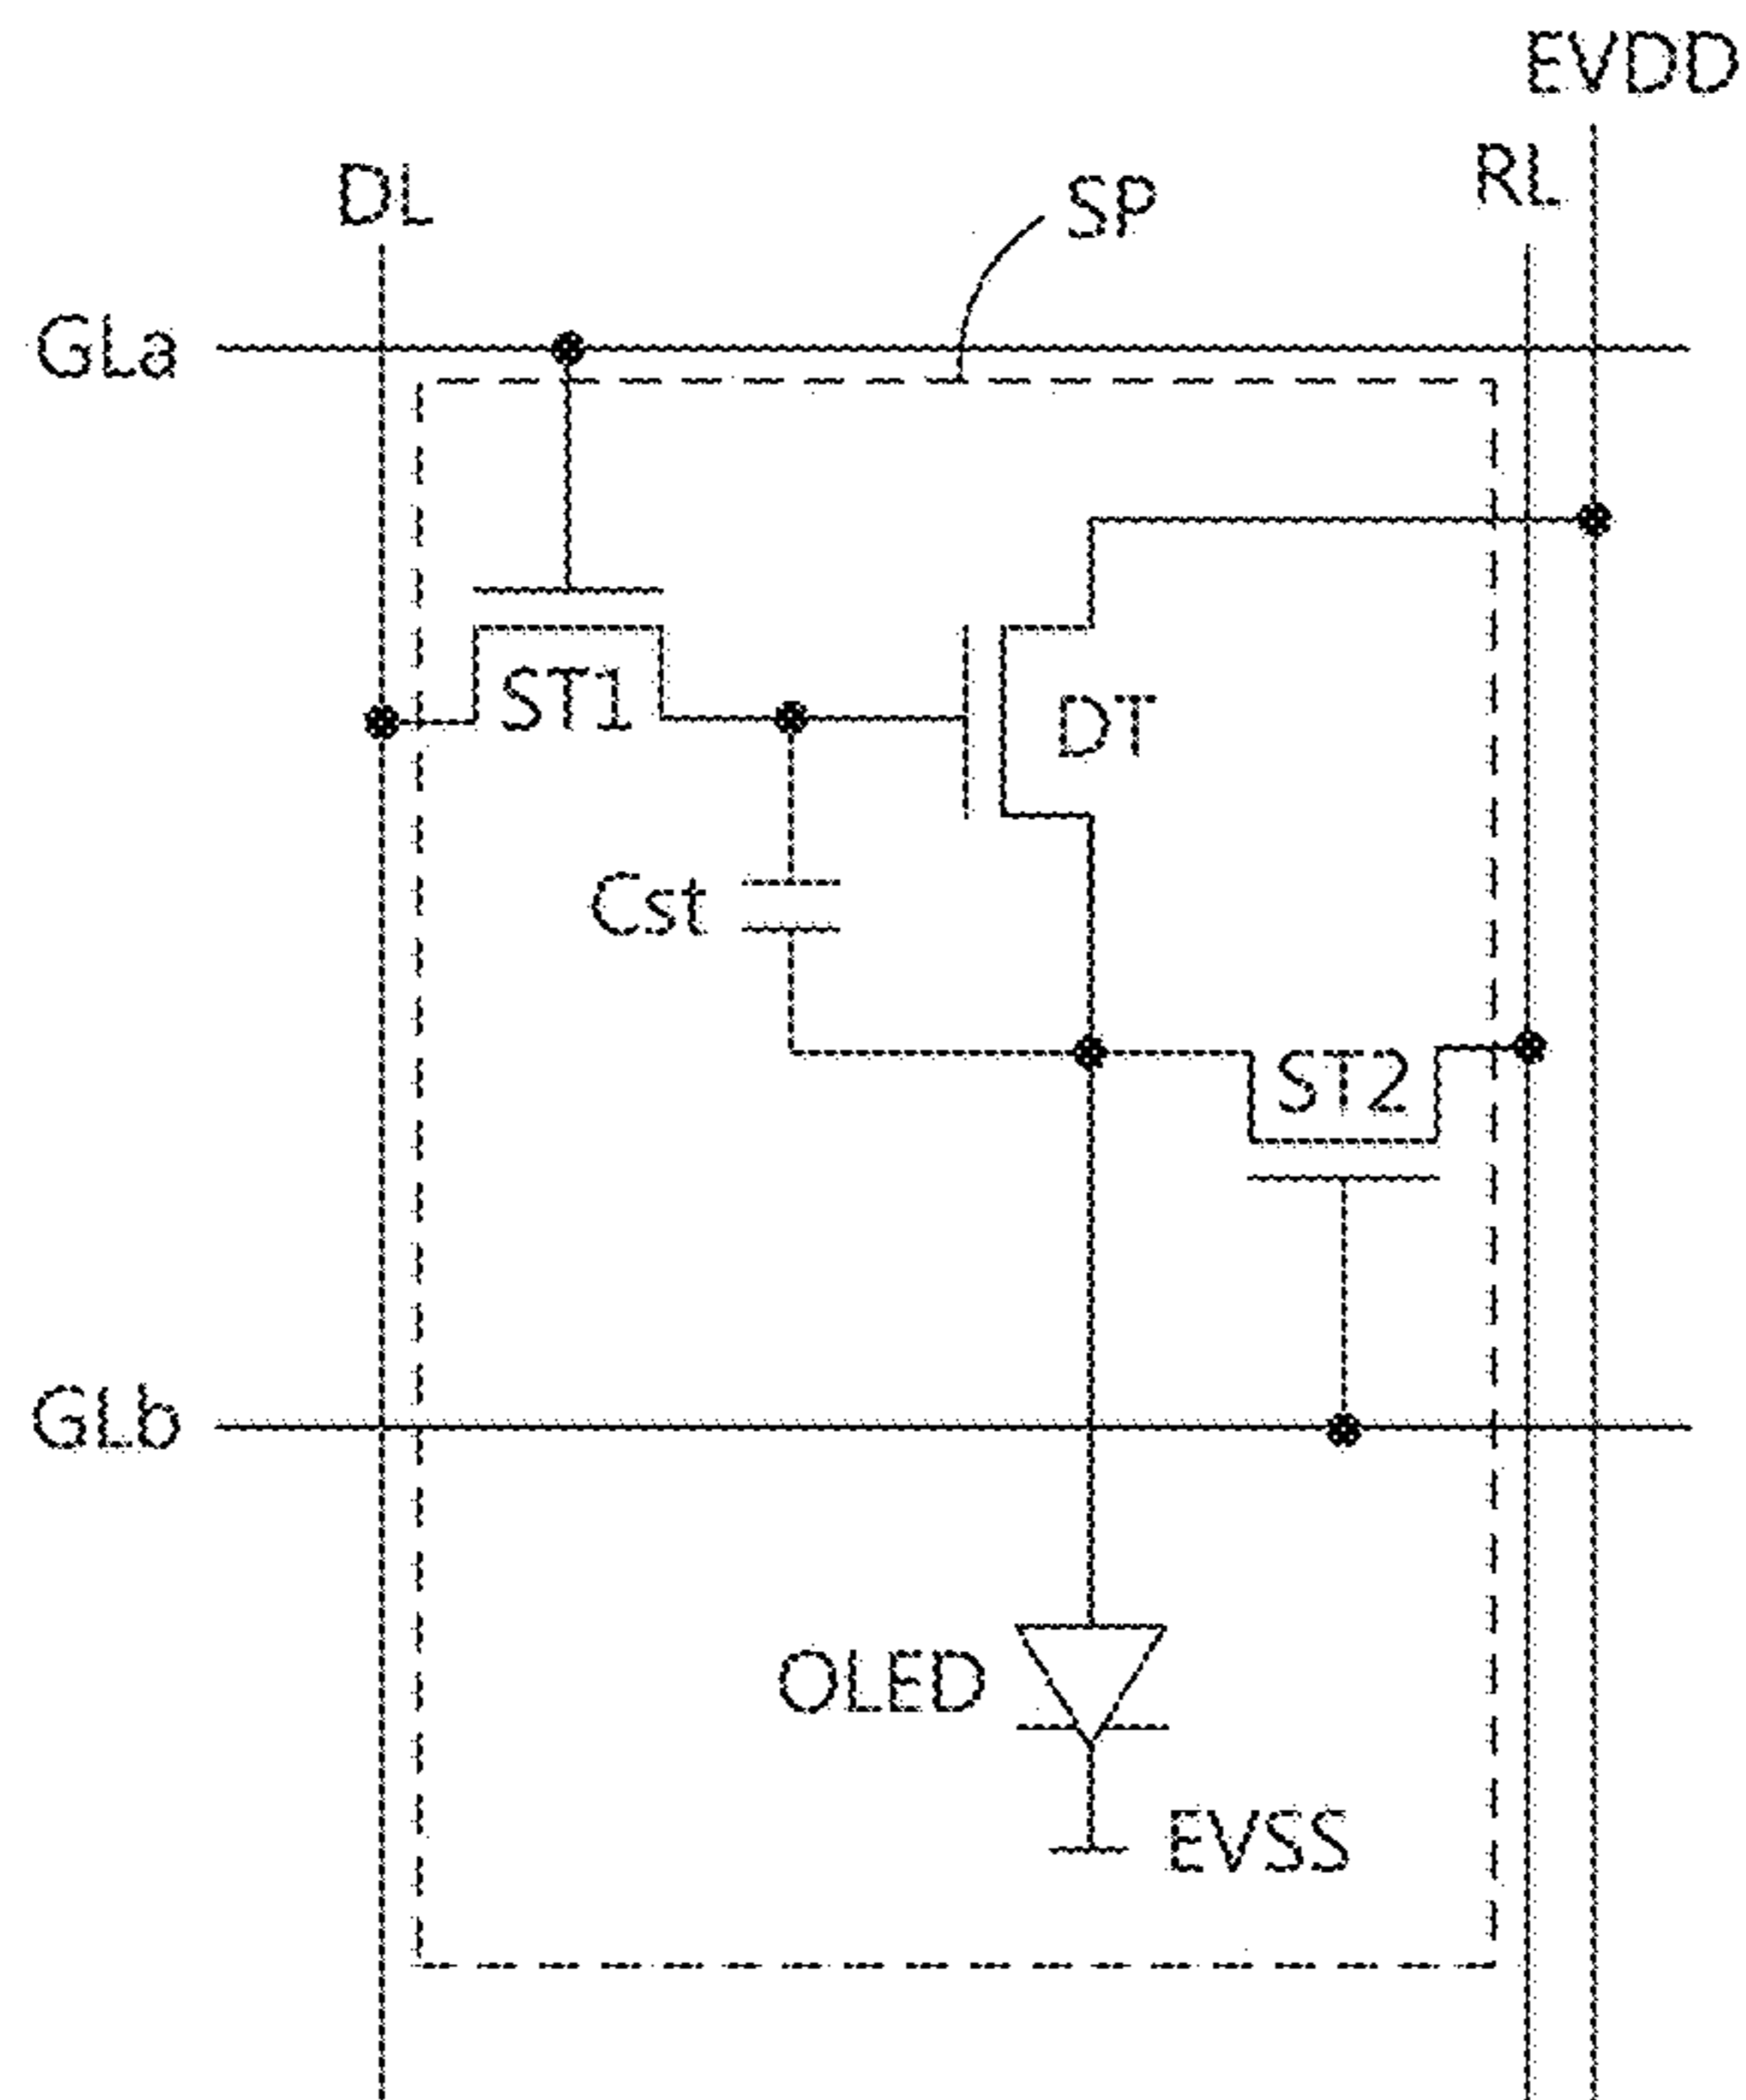 EVDD
RL
DL
SP
GLa
ST1
DT
Cst
ST2
GLb
OLED
EVSS